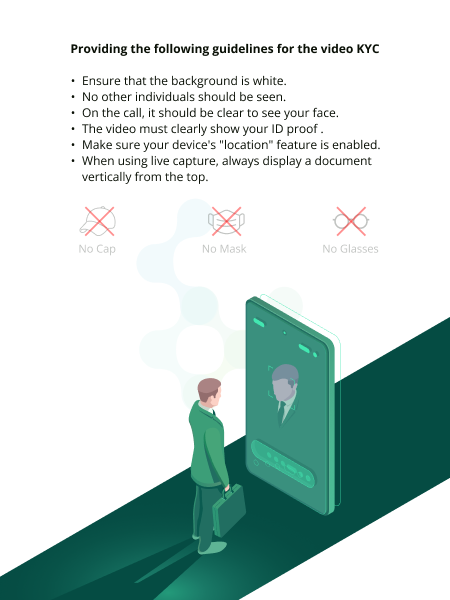 Providing the following guidelines for the video KYC
• Ensure that the background is white.
• No other individuals should be seen.
• On the call, it should be clear to see your face.
• The video must clearly show your ID proof .
• Make sure your device's "location" feature is enabled.
• When using live capture, always display a document
vertically from the top.
No Cap No Mask No Glasses